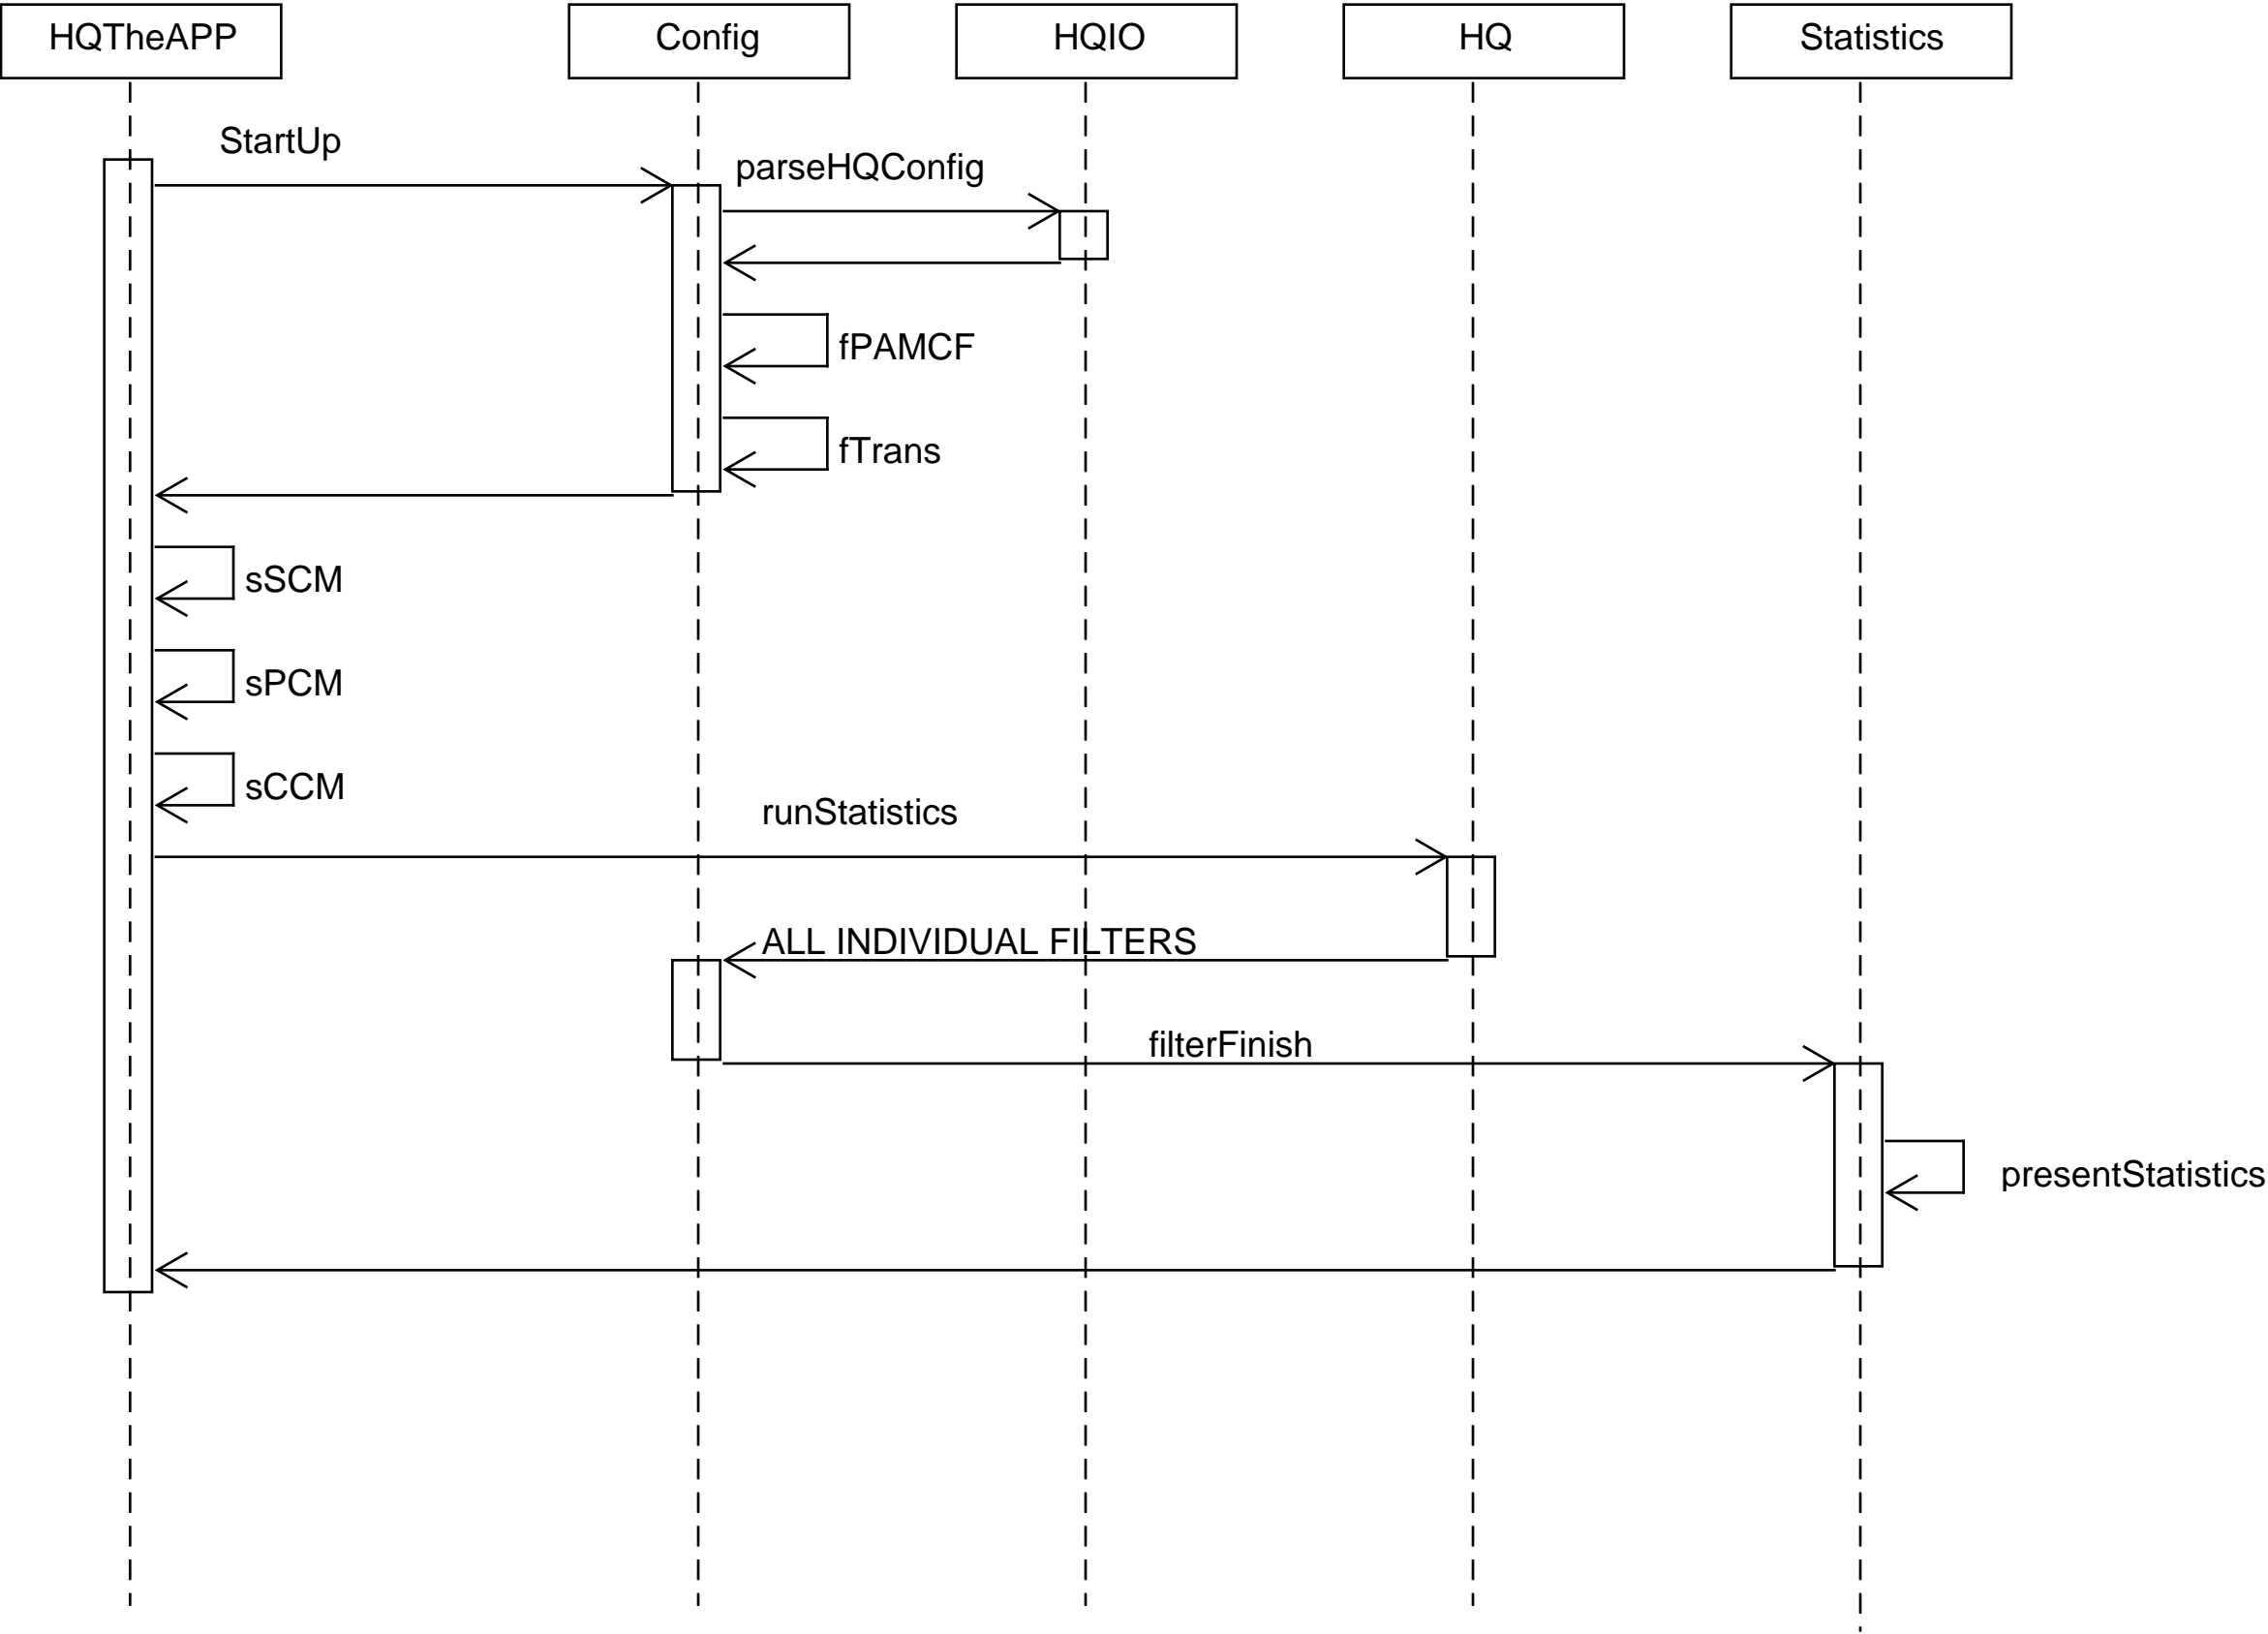 HQTheAPP
Config
HQIO
HQ
Statistics
StartUp
parseHQConfig
fPAMCF
fTrans
sSCM
sPCM
sCCM
runStatistics
ALL INDIVIDUAL FILTERS
filterFinish
presentStatistics